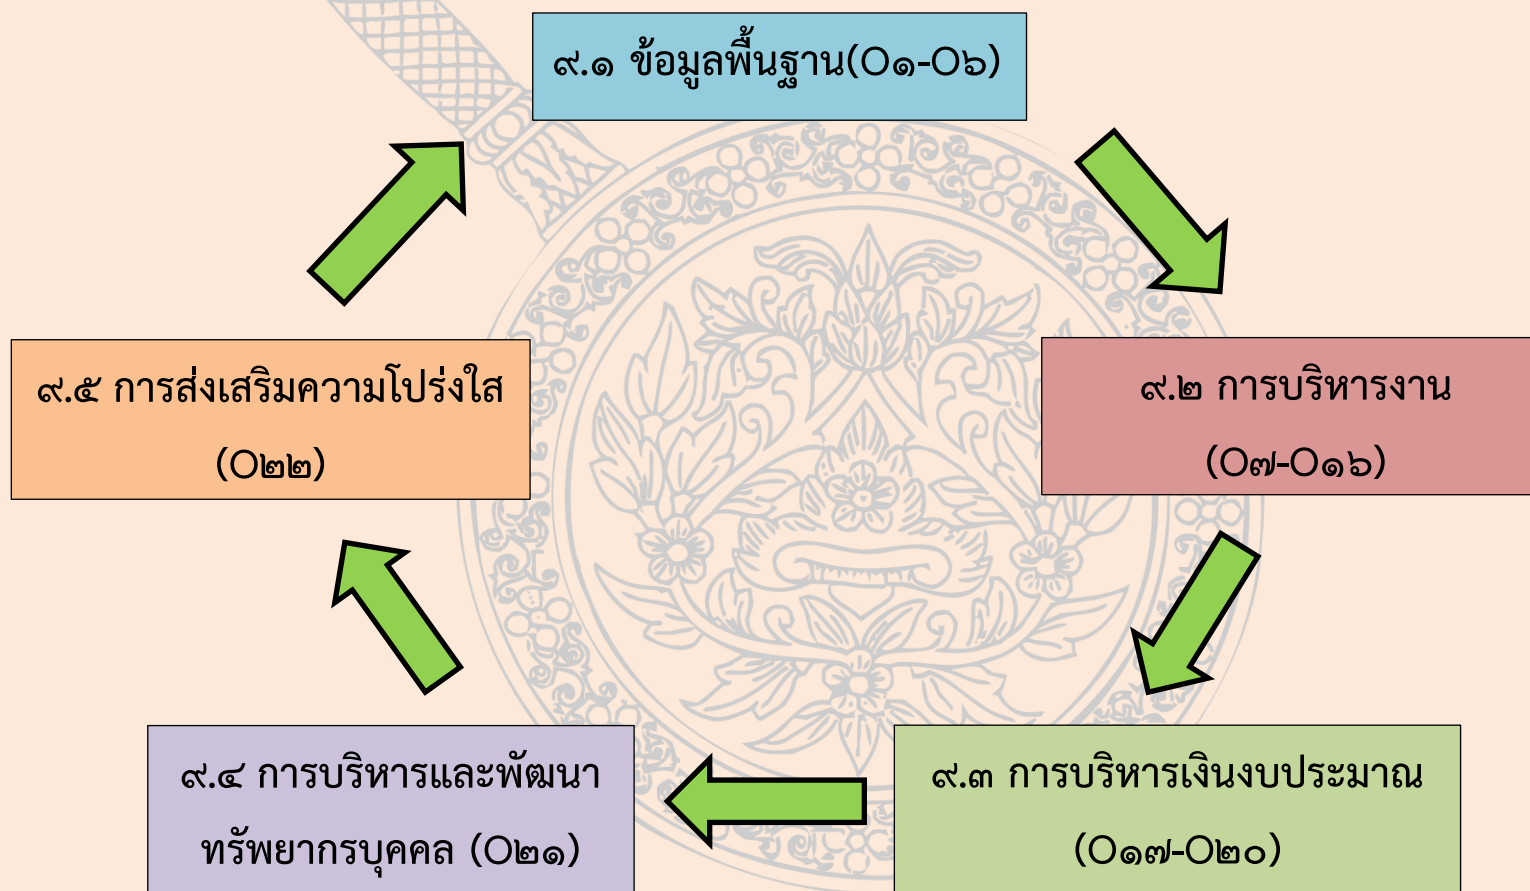 ๙.๑ ข้อมูลพื้นฐาน(O๑-O๖)
๙.๒ การบริหารงาน
(O๗-O๑๖)
๙.๓ การบริหารเงินงบประมาณ
(O๑๗-O๒๐)
๙.๔ การบริหารและพัฒนา
ทรัพยากรบุคคล (O๒๑)
๙.๕ การส่งเสริมความโปร่งใส
(O๒๒)